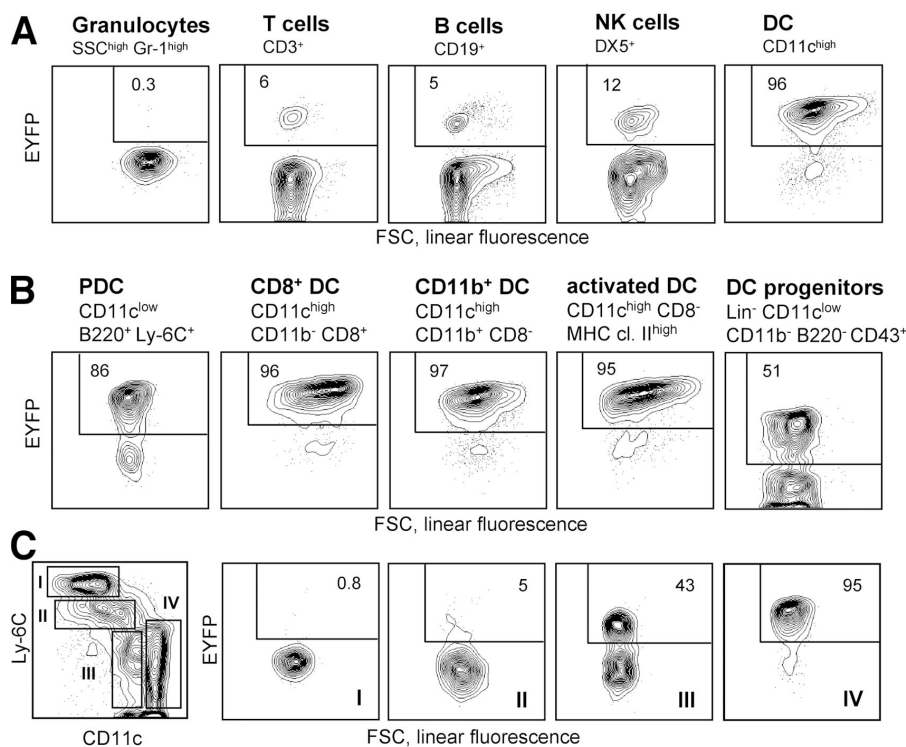 A
Granulocytes
SSChigh Gr-1high
T cells
CD3+
B cells
CD19+
NK cells
DX5+
DC
CD11chigh
EYFP
0.3
6
5
12
96
FSC, linear fluorescence
B
PDC
CD11clow
B220+ Ly-6C+
CD8+ DC
CD11chigh
CD11b- CD8+
CD11b+ DC
CD11chigh
CD11b+ CD8-
activated DC
CD11chigh CD8-
MHC cl. IIhigh
DC progenitors
Lin- CD11clow
CD11b- B220- CD43+
EYFP
86
96
97
95
51
FSC, linear fluorescence
C
Ly-6C
I
II
III
IV
CD11c
EYFP
0.8
I
5
II
43
III
95
IV
FSC, linear fluorescence